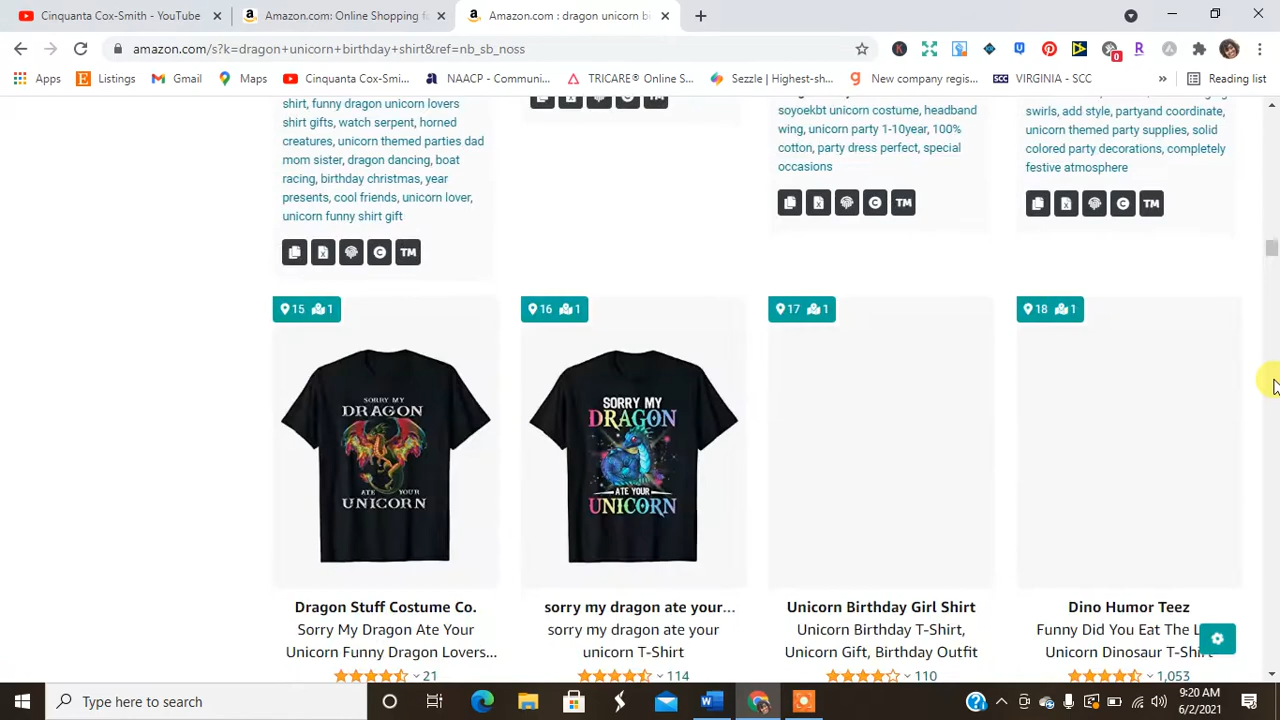 Cinquanta Cox-Smith - YouTube
Amazon.com: Online Shopping fo
Amazon.com : dragon unicorn bi
amazon.com/s?k=dragon+unicorn+birthday+shirt&ref=nb_sb_noss
Apps
Listings
Gmail
Maps
Cinquanta Cox-Smi...
NAACP - Communi...
TRICARE® Online S...
Sezzle | Highest-sh...
New company regis...
SCC VIRGINIA - SCC
Reading list
shirt, funny dragon unicorn lovers
shirt gifts, watch serpent, horned
creatures, unicorn themed parties dad
mom sister, dragon dancing, boat
racing, birthday christmas, year
presents, cool friends, unicorn lover,
unicorn funny shirt gift
TM
TM
soyoekbt unicorn costume, headband
wing, unicorn party 1-10year, 100%
cotton, party dress perfect, special
occasions
TM
swirls, add style, partyand coordinate,
unicorn themed party supplies, solid
colored party decorations, completely
festive atmosphere
TM
15 1
16 1
17 1
18 1
SORRY MY
DRAGON
ATE YOUR
UNICORN
SORRY MY
DRAGON
ATE YOUR
UNICORN
Dragon Stuff Costume Co.
Sorry My Dragon Ate Your
Unicorn Funny Dragon Lovers...
21
sorry my dragon ate your...
sorry my dragon ate your
unicorn T-Shirt
114
Unicorn Birthday Girl Shirt
Unicorn Birthday T-Shirt,
Unicorn Gift, Birthday Outfit
110
Dino Humor Teez
Funny Did You Eat The L
Unicorn Dinosaur T-Shirt
1,053
Type here to search
9:20 AM
6/2/2021